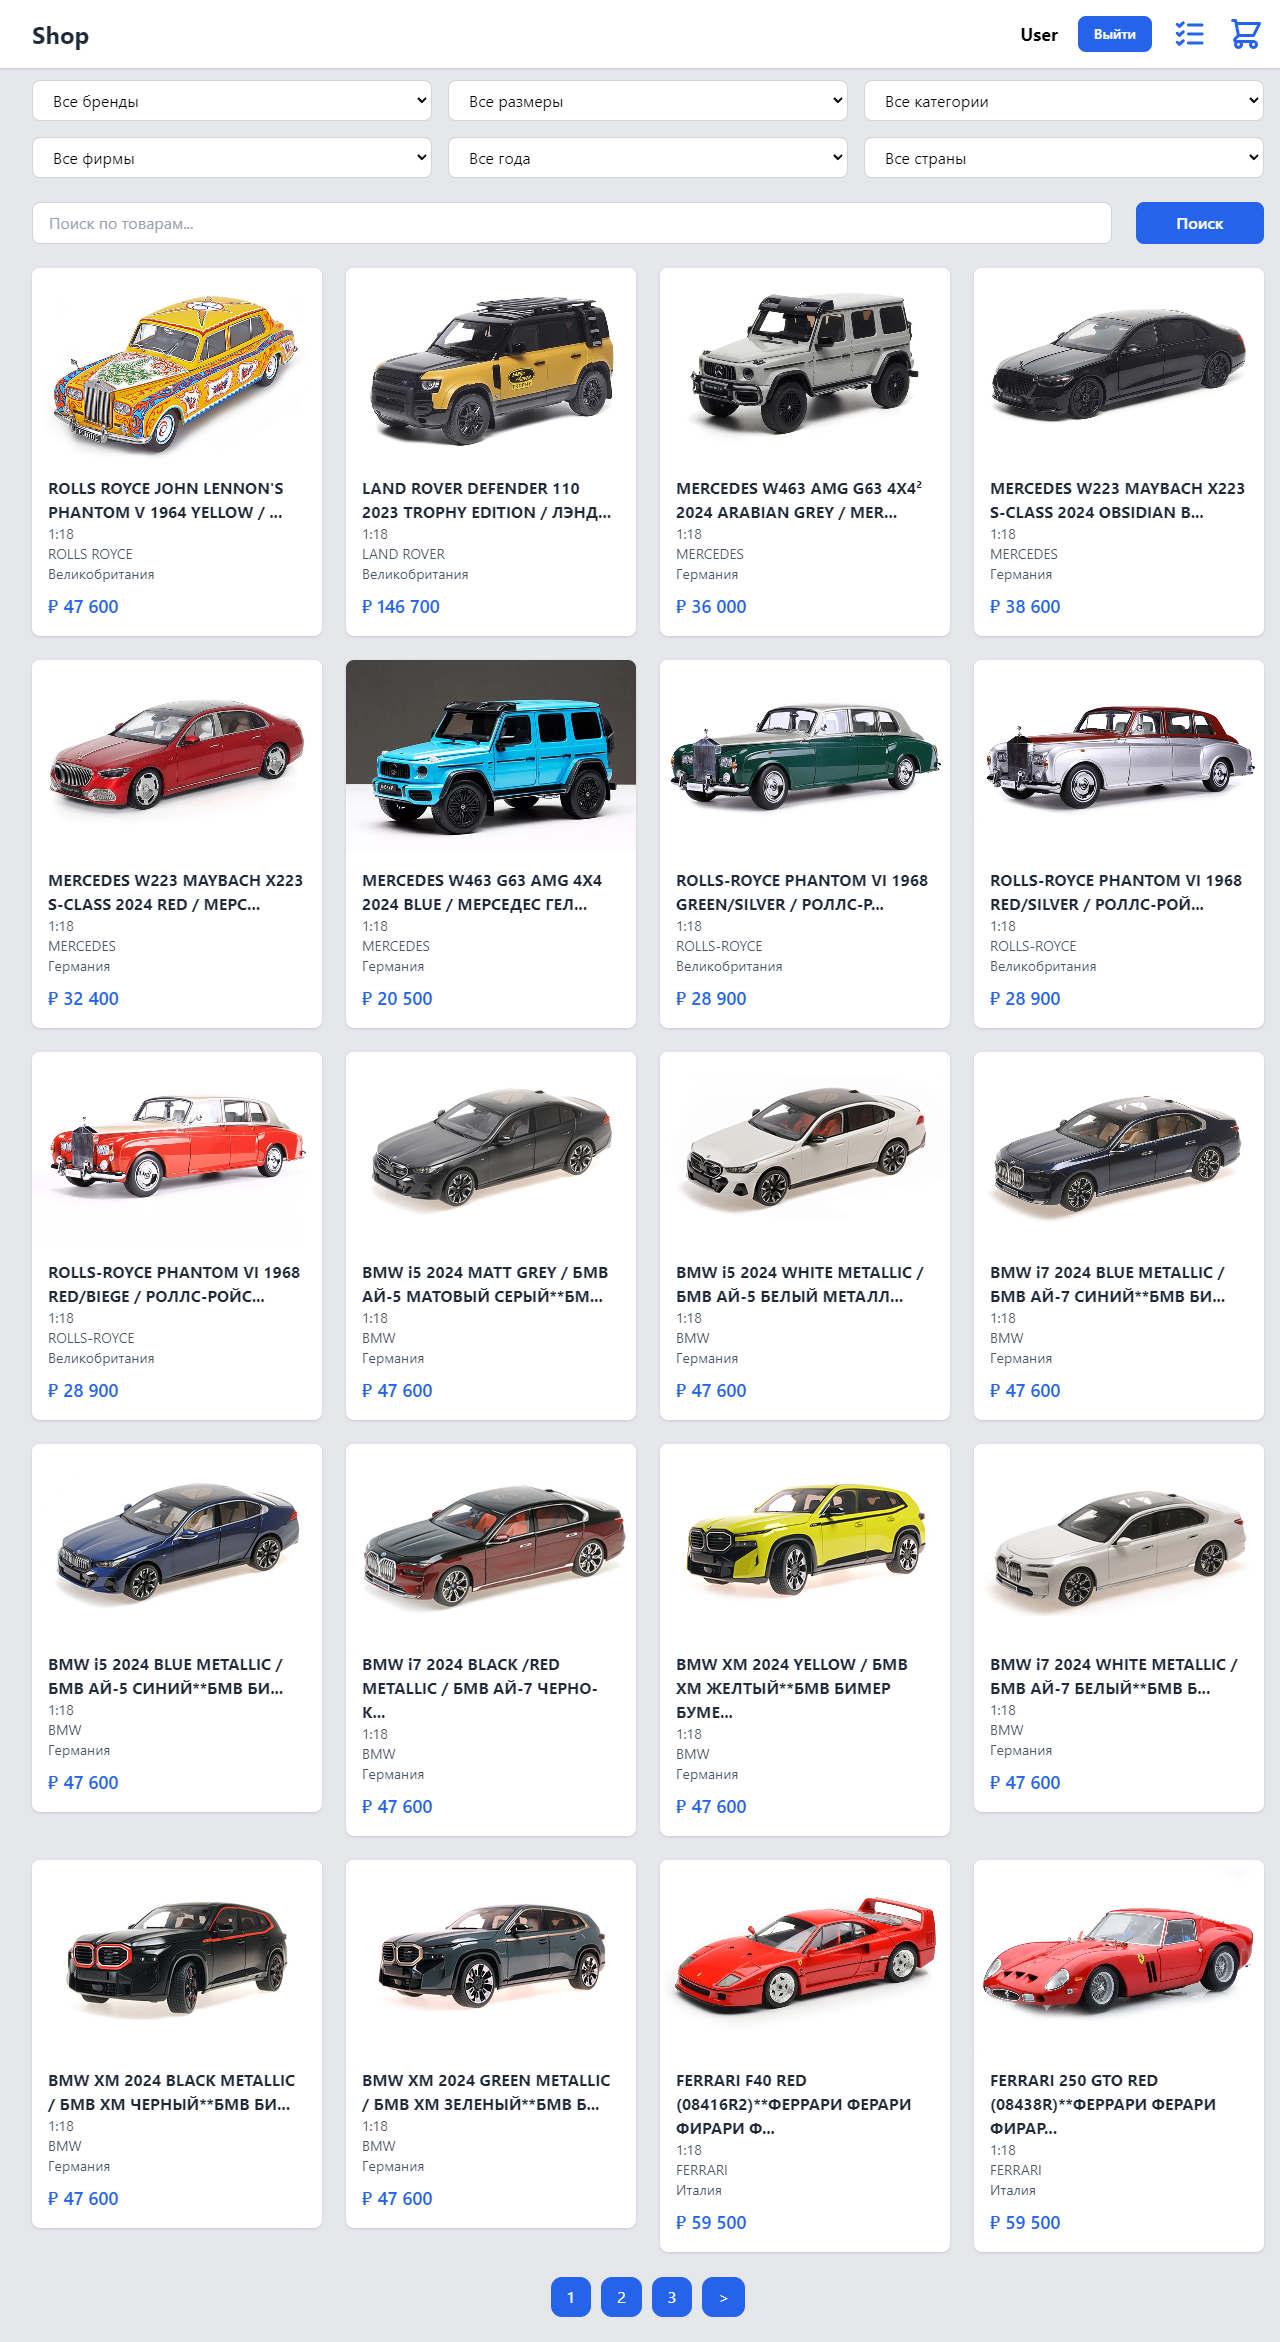 Shop
User
Выйти
Все бренды
Все размеры
Все категории
Все фирмы
Все года
Все страны
Поиск по товарам...
Поиск
ROLLS ROYCE JOHN LENNON'S
PHANTOM V 1964 YELLOW / ...
1:18
ROLLS ROYCE
Великобритания
₽ 47 600
LAND ROVER DEFENDER 110
2023 TROPHY EDITION / ЛЭНД...
1:18
LAND ROVER
Великобритания
₽ 146 700
MERCEDES W463 AMG G63 4X4²
2024 ARABIAN GREY / MER...
1:18
MERCEDES
Германия
₽ 36 000
MERCEDES W223 MAYBACH X223
S-CLASS 2024 OBSIDIAN B...
1:18
MERCEDES
Германия
₽ 38 600
MERCEDES W223 MAYBACH X223
S-CLASS 2024 RED / МЕРС...
1:18
MERCEDES
Германия
₽ 32 400
MERCEDES W463 G63 AMG 4X4
2024 BLUE / МЕРСЕДЕС ГЕЛ...
1:18
MERCEDES
Германия
₽ 20 500
ROLLS-ROYCE PHANTOM VI 1968
GREEN/SILVER / РОЛЛС-Р...
1:18
ROLLS-ROYCE
Великобритания
₽ 28 900
ROLLS-ROYCE PHANTOM VI 1968
RED/SILVER / РОЛЛС-РОЙ...
1:18
ROLLS-ROYCE
Великобритания
₽ 28 900
ROLLS-ROYCE PHANTOM VI 1968
RED/BIEGE / РОЛЛС-РОЙС...
1:18
ROLLS-ROYCE
Великобритания
₽ 28 900
BMW i5 2024 MATT GREY / БМВ
АЙ-5 МАТОВЫЙ СЕРЫЙ**БМ...
1:18
BMW
Германия
₽ 47 600
BMW i5 2024 WHITE METALLIC /
БМВ АЙ-5 БЕЛЫЙ МЕТАЛЛ...
1:18
BMW
Германия
₽ 47 600
BMW i7 2024 BLUE METALLIC /
БМВ АЙ-7 СИНИЙ**БМВ БИ...
1:18
BMW
Германия
₽ 47 600
BMW i5 2024 BLUE METALLIC /
БМВ АЙ-5 СИНИЙ**БМВ БИ...
1:18
BMW
Германия
₽ 47 600
BMW i7 2024 BLACK /RED
METALLIC / БМВ АЙ-7 ЧЕРНО-
К...
1:18
BMW
Германия
₽ 47 600
BMW XM 2024 YELLOW / БМВ
ХМ ЖЕЛТЫЙ**БМВ БИМЕР
БУМЕ...
1:18
BMW
Германия
₽ 47 600
BMW i7 2024 WHITE METALLIC /
БМВ АЙ-7 БЕЛЫЙ**БМВ Б...
1:18
BMW
Германия
₽ 47 600
BMW XM 2024 BLACK METALLIC
/ БМВ ХМ ЧЕРНЫЙ**БМВ БИ...
1:18
BMW
Германия
₽ 47 600
BMW XM 2024 GREEN METALLIC
/ БМВ ХМ ЗЕЛЕНЫЙ**БМВ Б...
1:18
BMW
Германия
₽ 47 600
FERRARI F40 RED
(08416R2)**ФЕРРАРИ ФЕРАРИ
ФИРАРИ Ф...
1:18
FERRARI
Италия
₽ 59 500
FERRARI 250 GTO RED
(08438R)**ФЕРРАРИ ФЕРАРИ
ФИРАР...
1:18
FERRARI
Италия
₽ 59 500
1
2
3
>